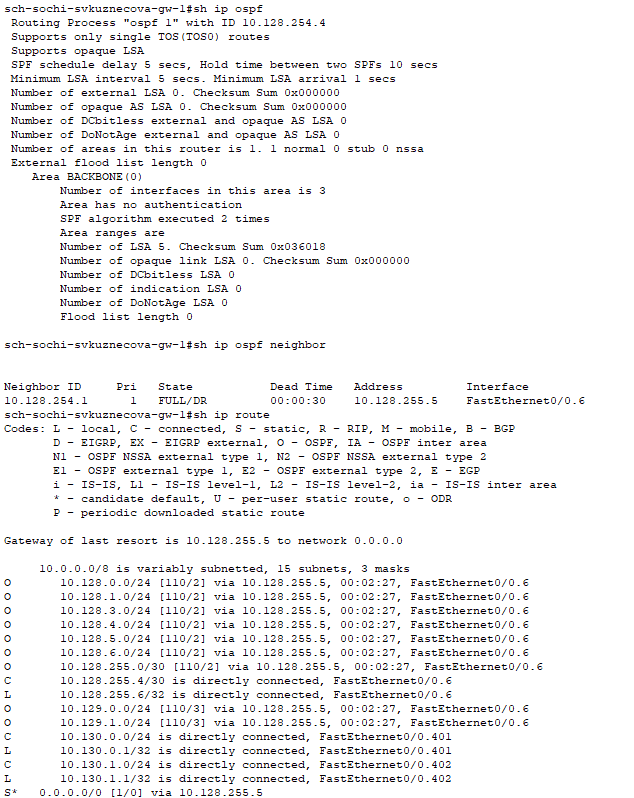 sch-sochi-svkuznecova-gw-1#sh ip ospf
Routing Process "ospf 1" with ID 10.128.254.4
Supports only single TOS(TOS0) routes
Supports opaque LSA
SPF schedule delay 5 secs, Hold time between two SPFs 10 secs
Minimum LSA interval 5 secs. Minimum LSA arrival 1 secs
Number of external LSA 0. Checksum Sum 0x000000
Number of opaque AS LSA 0. Checksum Sum 0x000000
Number of DCbitless external and opaque AS LSA 0
Number of DoNotAge external and opaque AS LSA 0
Number of areas in this router is 1. 1 normal 0 stub 0 nssa
External flood list length 0
Area BACKBONE(0)
Number of interfaces in this area is 3
Area has no authentication
SPF algorithm executed 2 times
Area ranges are
Number of LSA 5. Checksum Sum 0x036018
Number of opaque link LSA 0. Checksum Sum 0x000000
Number of DCbitless LSA 0
Number of indication LSA 0
Number of DoNotAge LSA 0
Flood list length 0
sch-sochi-svkuznecova-gw-1#sh ip ospf neighbor
Neighbor ID Pri State Dead Time Address Interface
10.128.254.1 1 FULL/DR 00:00:30 10.128.255.5 FastEthernet0/0.6
sch-sochi-svkuznecova-gw-1#sh ip route
Codes: L - local, C - connected, S - static, R - RIP, M - mobile, B - BGP
D - EIGRP, EX - EIGRP external, O - OSPF, IA - OSPF inter area
N1 - OSPF NSSA external type 1, N2 - OSPF NSSA external type 2
E1 - OSPF external type 1, E2 - OSPF external type 2, E - EGP
i - IS-IS, L1 - IS-IS level-1, L2 - IS-IS level-2, ia - IS-IS inter area
* - candidate default, U - per-user static route, o - ODR
P - periodic downloaded static route
Gateway of last resort is 10.128.255.5 to network 0.0.0.0
10.0.0.0/8 is variably subnetted, 15 subnets, 3 masks
O 10.128.0.0/24 [110/2] via 10.128.255.5, 00:02:27, FastEthernet0/0.6
O 10.128.1.0/24 [110/2] via 10.128.255.5, 00:02:27, FastEthernet0/0.6
O 10.128.3.0/24 [110/2] via 10.128.255.5, 00:02:27, FastEthernet0/0.6
O 10.128.4.0/24 [110/2] via 10.128.255.5, 00:02:27, FastEthernet0/0.6
O 10.128.5.0/24 [110/2] via 10.128.255.5, 00:02:27, FastEthernet0/0.6
O 10.128.6.0/24 [110/2] via 10.128.255.5, 00:02:27, FastEthernet0/0.6
O 10.128.255.0/30 [110/2] via 10.128.255.5, 00:02:27, FastEthernet0/0.6
C 10.128.255.4/30 is directly connected, FastEthernet0/0.6
L 10.128.255.6/32 is directly connected, FastEthernet0/0.6
O 10.129.0.0/24 [110/3] via 10.128.255.5, 00:02:27, FastEthernet0/0.6
O 10.129.1.0/24 [110/3] via 10.128.255.5, 00:02:27, FastEthernet0/0.6
C 10.130.0.0/24 is directly connected, FastEthernet0/0.401
L 10.130.0.1/32 is directly connected, FastEthernet0/0.401
C 10.130.1.0/24 is directly connected, FastEthernet0/0.402
L 10.130.1.1/32 is directly connected, FastEthernet0/0.402
S* 0.0.0.0/0 [1/0] via 10.128.255.5